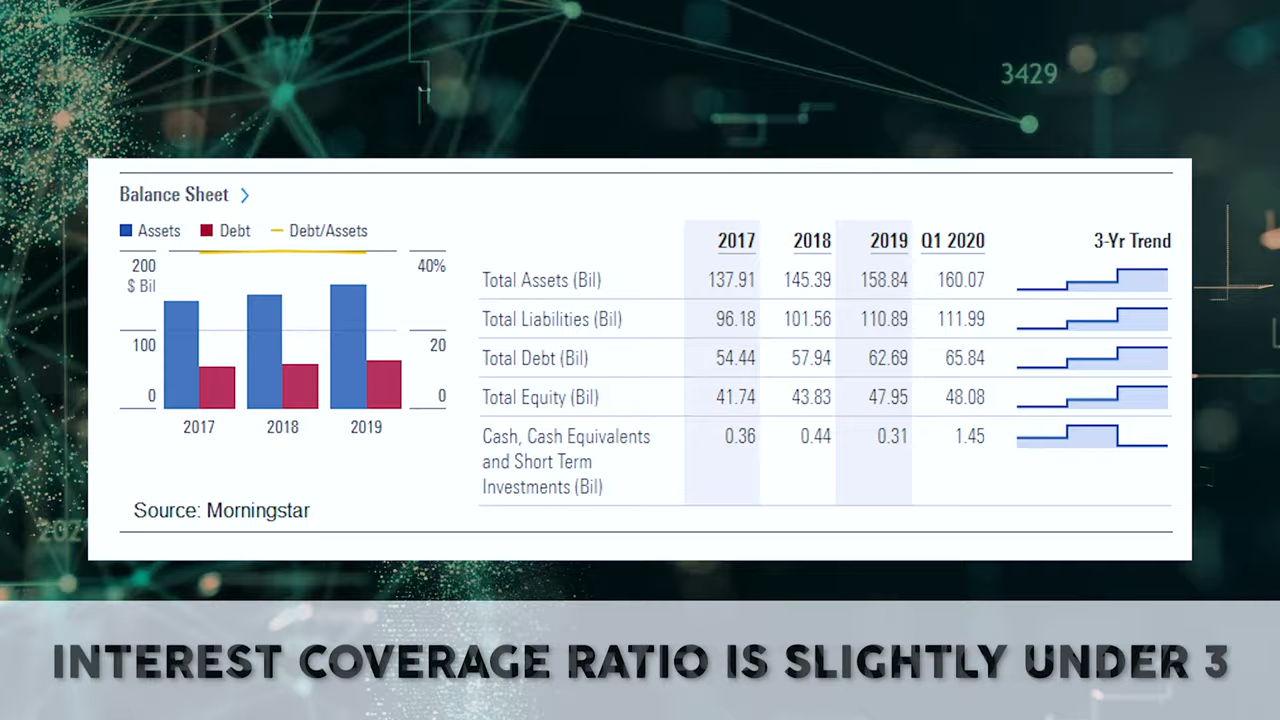 3429
Balance Sheet >
Assets Debt Debt/Assets
200
$ Bil
40%
100
20
0
0
2017 2018 2019
Source: Morningstar
2017 2018 2019 Q1 2020 3-Yr Trend
Total Assets (Bil) 137.91 145.39 158.84 160.07
Total Liabilities (Bil) 96.18 101.56 110.89 111.99
Total Debt (Bil) 54.44 57.94 62.69 65.84
Total Equity (Bil) 41.74 43.83 47.95 48.08
Cash, Cash Equivalents 0.36 0.44 0.31 1.45
and Short Term
Investments (Bil)
INTEREST COVERAGE RATIO IS SLIGHTLY UNDER 3